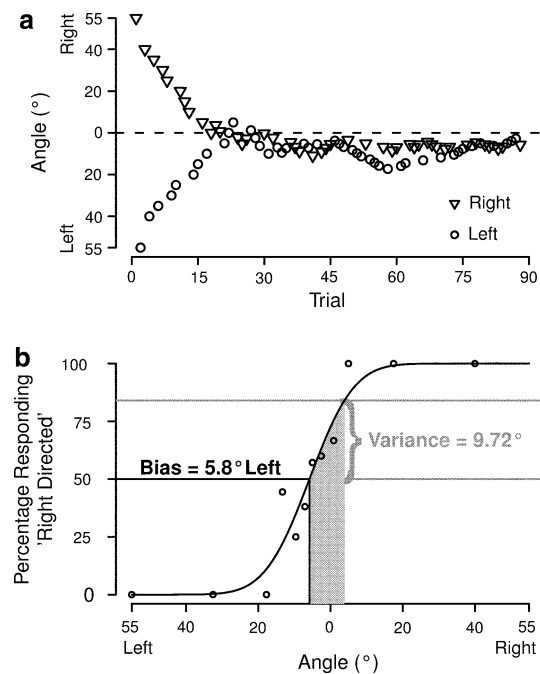 a
Right
Angle (°)
Left
55
40
20
0
20
40
55
Right
Left
0 15 30 45 60 75 90
Trial
b
Percentage Responding
'Right Directed'
100
75
50
25
0
Variance = 9.72°
Bias = 5.8° Left
55 40 20 0 20 40 55
Left Right
Angle (°)